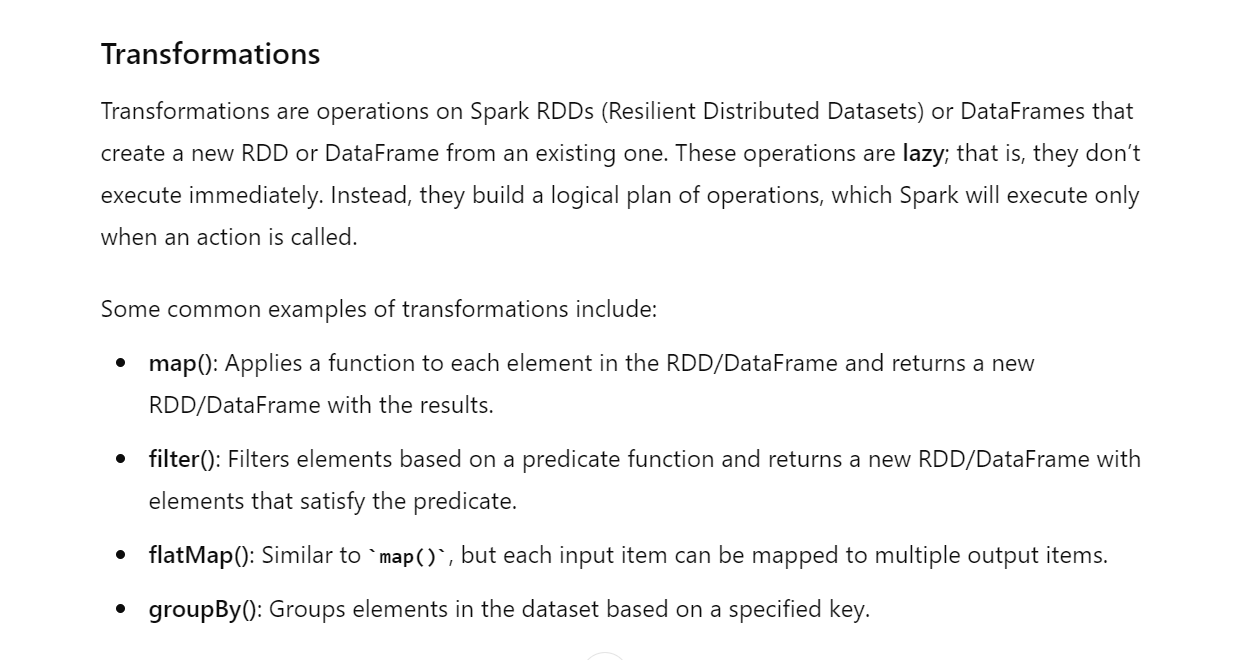 Transformations
Transformations are operations on Spark RDDs (Resilient Distributed Datasets) or DataFrames that
create a new RDD or DataFrame from an existing one. These operations are lazy; that is, they don’t
execute immediately. Instead, they build a logical plan of operations, which Spark will execute only
when an action is called.
Some common examples of transformations include:
• map(): Applies a function to each element in the RDD/DataFrame and returns a new
RDD/DataFrame with the results.
• filter(): Filters elements based on a predicate function and returns a new RDD/DataFrame with
elements that satisfy the predicate.
• flatMap(): Similar to `map()`, but each input item can be mapped to multiple output items.
• groupBy(): Groups elements in the dataset based on a specified key.